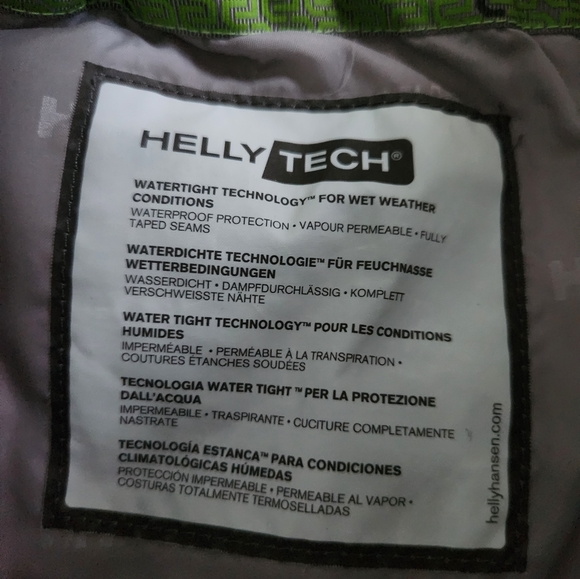 HELLY TECH®
WATERTIGHT TECHNOLOGY™ FOR WET WEATHER
CONDITIONS
WATERPROOF PROTECTION • VAPOUR PERMEABLE • FULLY
TAPED SEAMS
WATERDICHTE TECHNOLOGIE™ FÜR FEUCHNASSE
WETTERBEDINGUNGEN
WASSERDICHT • DAMPFDURCHLÄSSIG • KOMPLETT
VERSCHWEISSTE NÄHTE
WATER TIGHT TECHNOLOGY™ POUR LES CONDITIONS
HUMIDES
IMPERMÉABLE • PERMÉABLE À LA TRANSPIRATION •
COUTURES ÉTANCHES SOUDÉES
TECNOLOGIA WATER TIGHT ™ PER LA PROTEZIONE
DALL'ACQUA
IMPERMEABILE • TRASPIRANTE • CUCITURE COMPLETAMENTE
NASTRATE
TECNOLOGÍA ESTANCA™ PARA CONDICIONES
CLIMATOLÓGICAS HÚMEDAS
PROTECCIÓN IMPERMEABLE • PERMEABLE AL VAPOR •
COSTURAS TOTALMENTE TERMOSELLADAS
hellyhansen.com